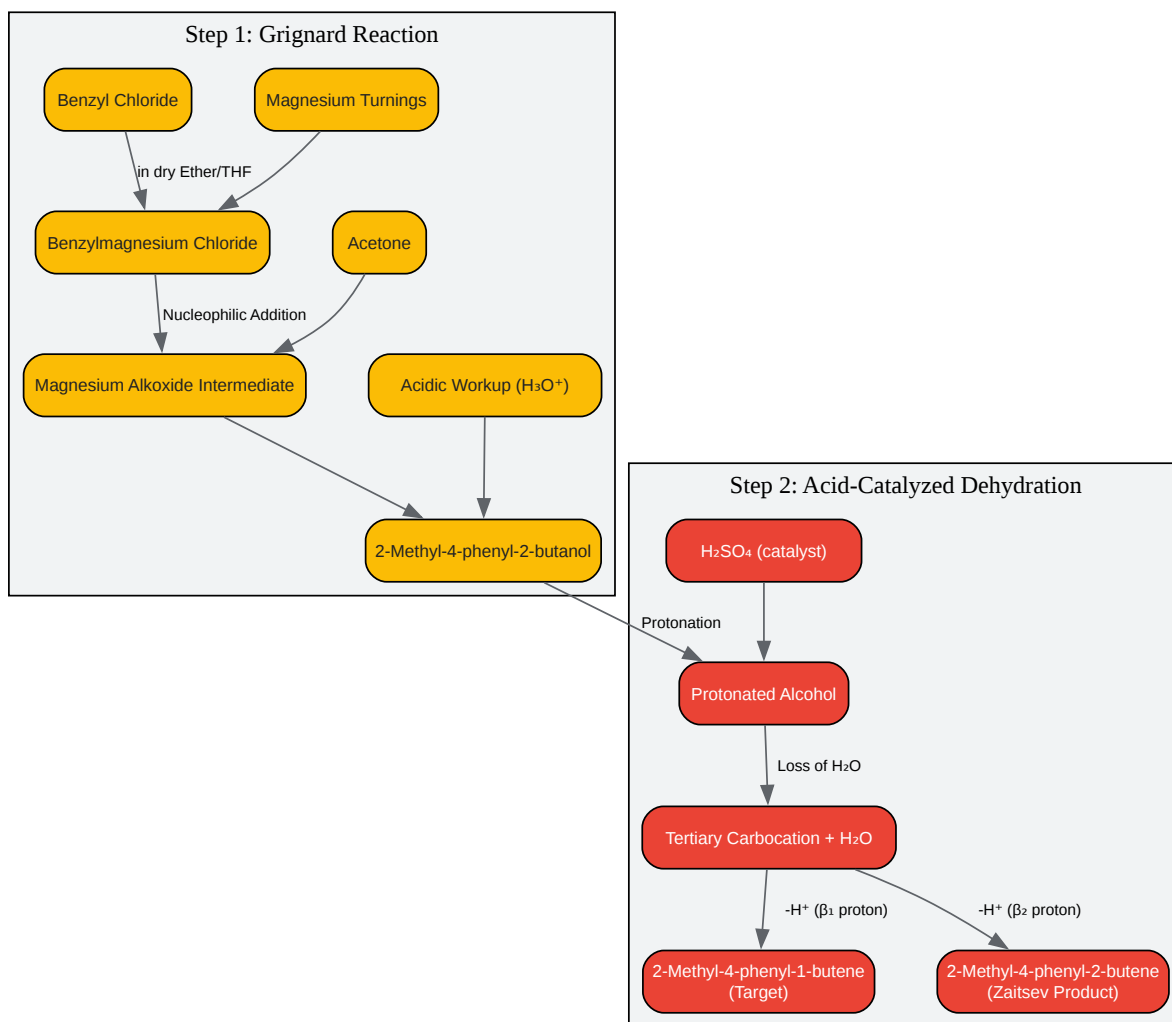 Step 1: Grignard Reaction
Benzyl Chloride
Magnesium Turnings
in dry Ether/THF
Benzylmagnesium Chloride
Acetone
Nucleophilic Addition
Magnesium Alkoxide Intermediate
Acidic Workup (H₃O⁺)
2-Methyl-4-phenyl-2-butanol
Step 2: Acid-Catalyzed Dehydration
H₂SO₄ (catalyst)
Protonation
Protonated Alcohol
Loss of H₂O
Tertiary Carbocation + H₂O
-H⁺ (β₁ proton)
-H⁺ (β₂ proton)
2-Methyl-4-phenyl-1-butene
(Target)
2-Methyl-4-phenyl-2-butene
(Zaitsev Product)